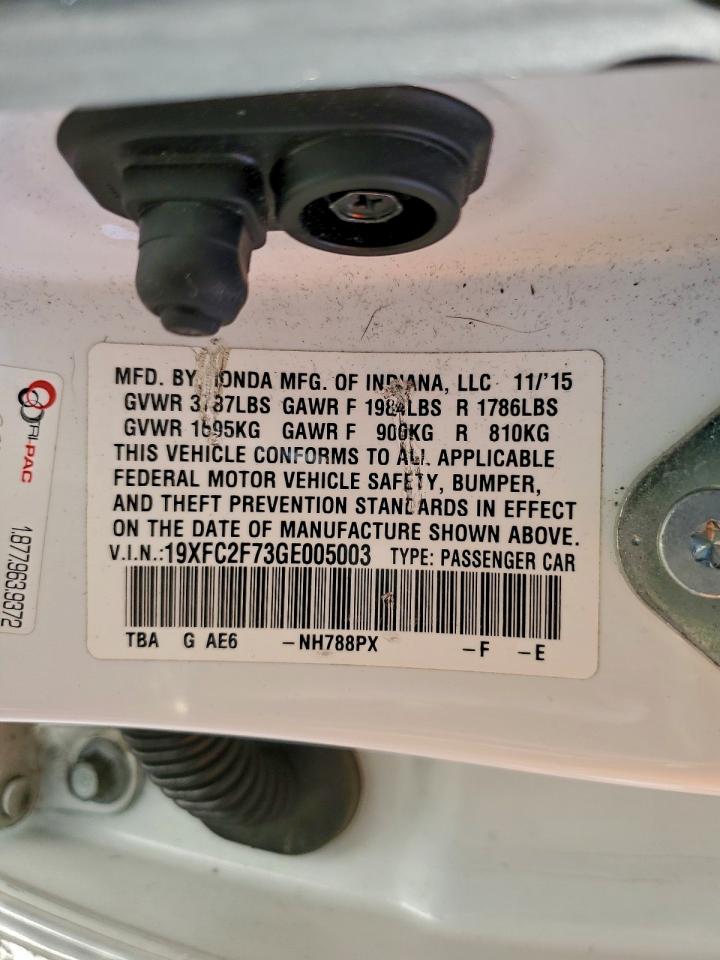 MFD. BY HONDA MFG. OF INDIANA, LLC 11/'15
GVWR LBS GAWR F 1984LBS R 1786LBS
GVWR 1695KG GAWR F 900KG R 810KG
THIS VEHICLE CONFORMS TO ALL APPLICABLE
FEDERAL MOTOR VEHICLE SAFETY, BUMPER,
AND THEFT PREVENTION STANDARDS IN EFFECT
ON THE DATE OF MANUFACTURE SHOWN ABOVE.
V.I.N.:19XFC2F73GE005003 TYPE: PASSENGER CAR
TBA G AE6 -NH788PX -F -E
TRI-PAC
1.877.963.9372